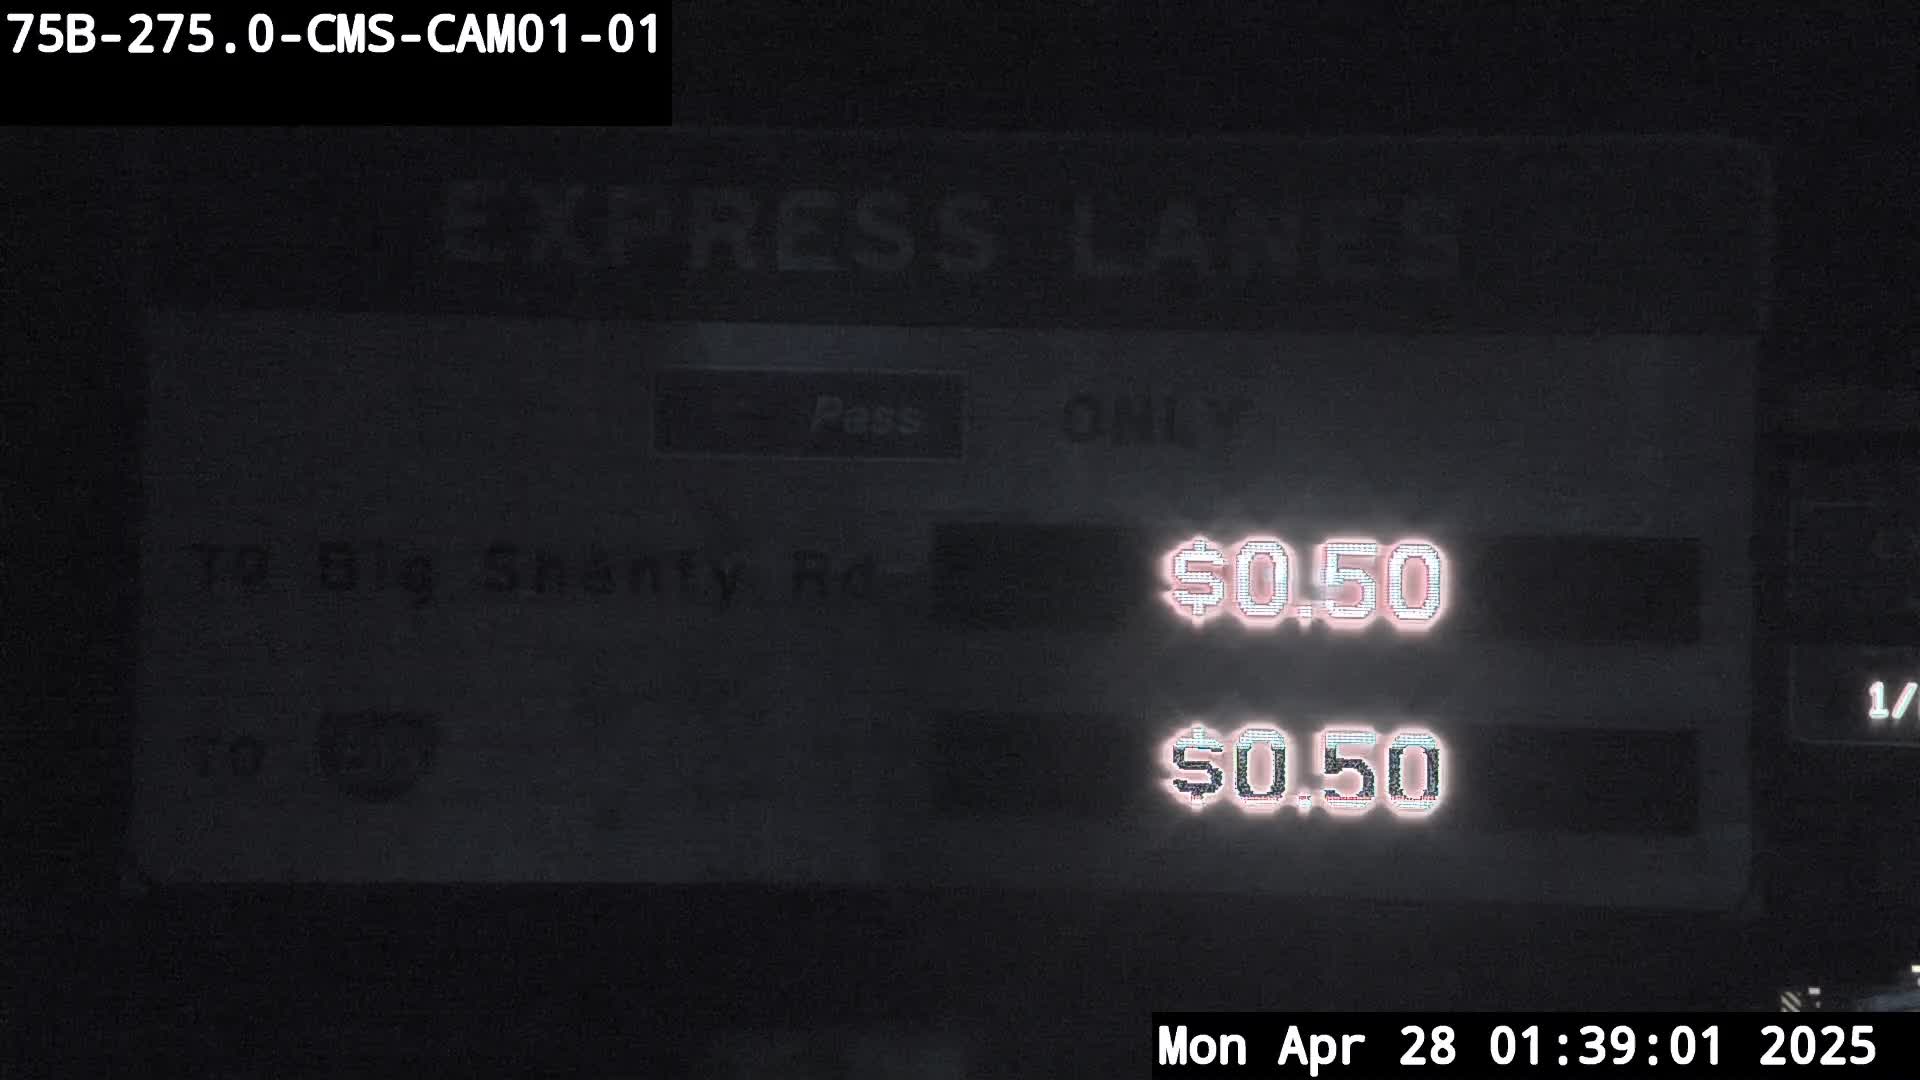 75B-275.0-CMS-CAM01-01
EXPRESS LANES
Pass ONLY
TO Big Shanty Rd $0.50
TO $0.50
1/
Mon Apr 28 01:39:01 2025